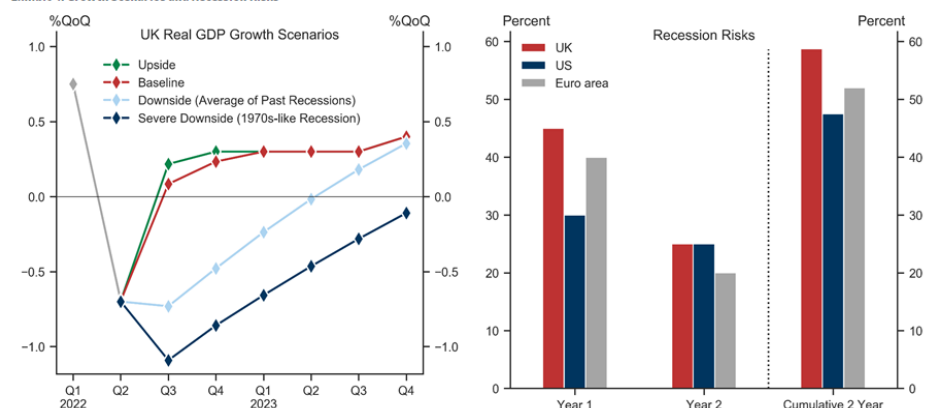 %QoQ
UK Real GDP Growth Scenarios
%QoQ
1.0
0.5
0.0
−0.5
−1.0
Upside
Baseline
Downside (Average of Past Recessions)
Severe Downside (1970s-like Recession)
1.0
0.5
0.0
−0.5
−1.0
Q1
Q2
Q3
Q4
Q1
Q2
Q3
Q4
2022
2023
Percent
Recession Risks
Percent
60
50
40
30
20
10
0
UK
US
Euro area
60
50
40
30
20
10
0
Year 1
Year 2
Cumulative 2 Year